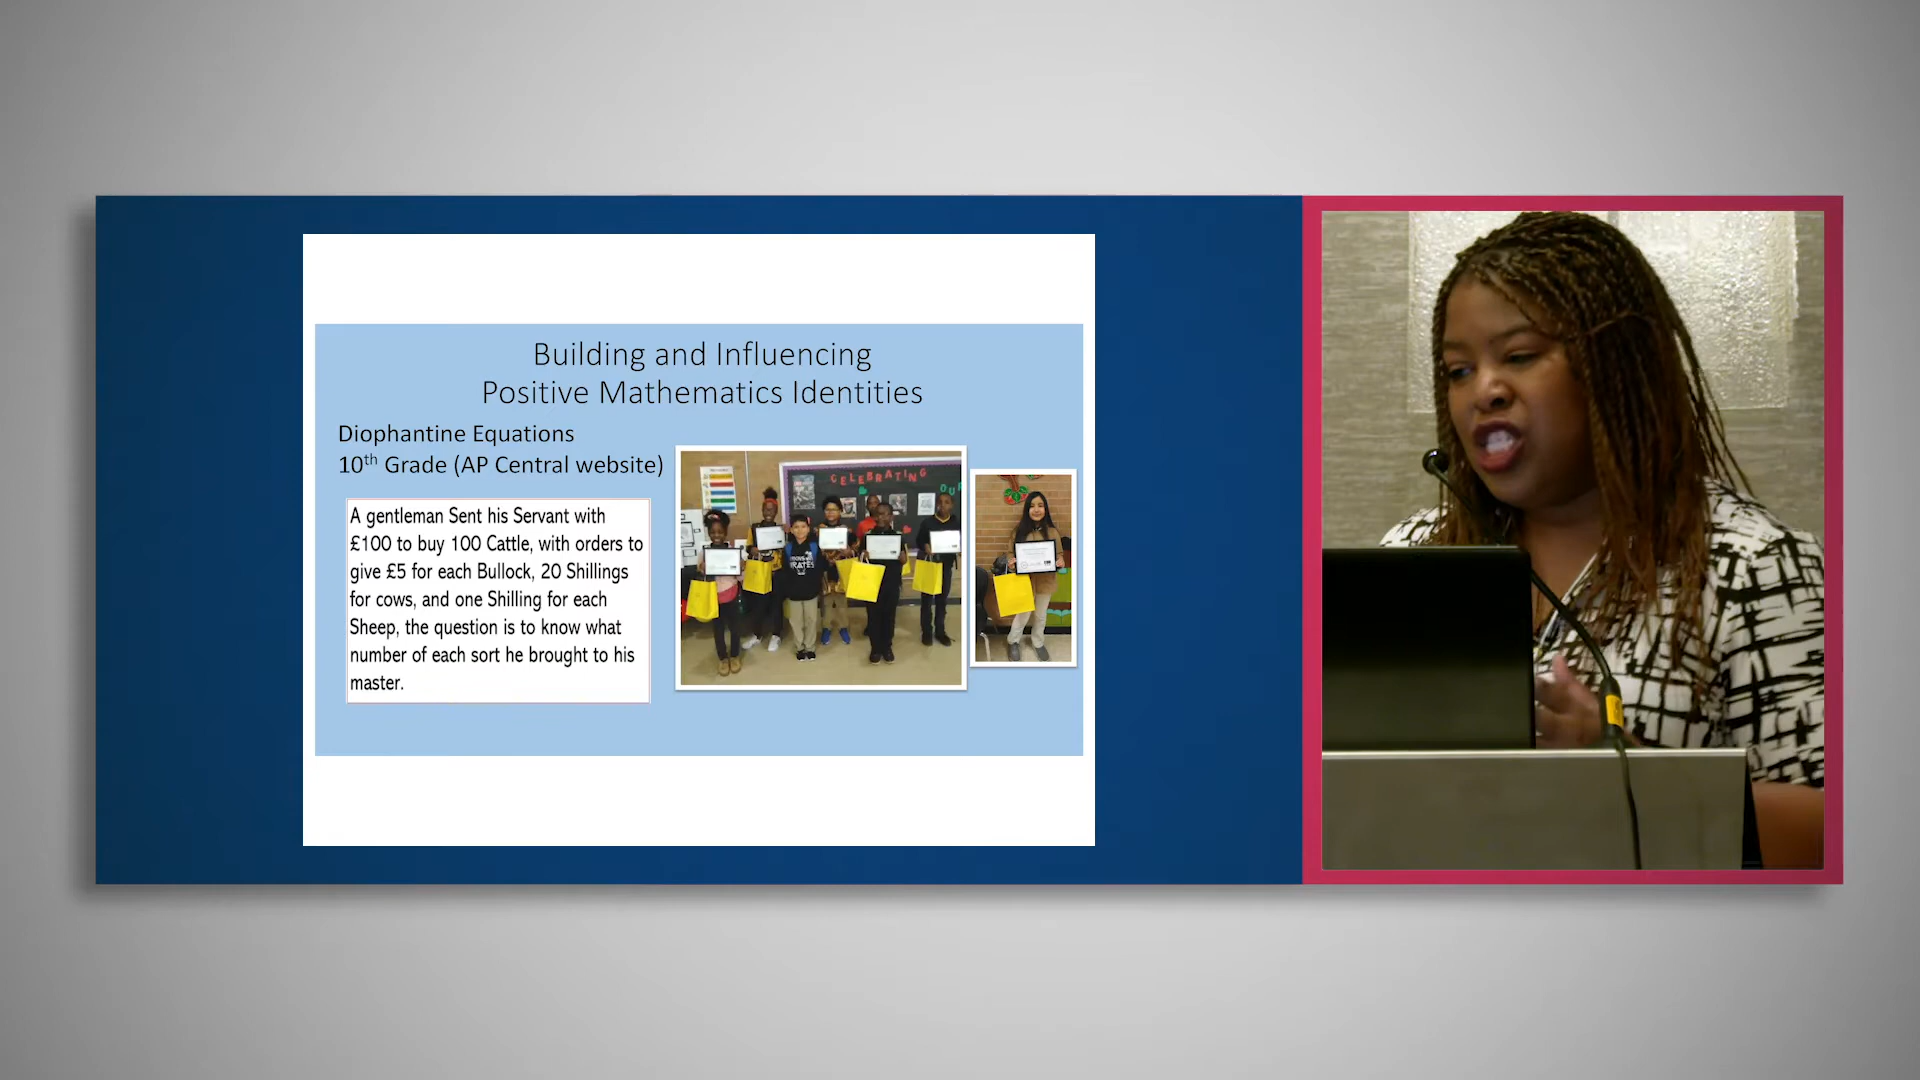 Building and Influencing
Positive Mathematics Identities
Diophantine Equations
10th Grade (AP Central website)
A gentleman Sent his Servant with
£100 to buy 100 Cattle, with orders to
give £5 for each Bullock, 20 Shillings
for cows, and one Shilling for each
Sheep, the question is to know what
number of each sort he brought to his
master.
CELEBRATING
OUR